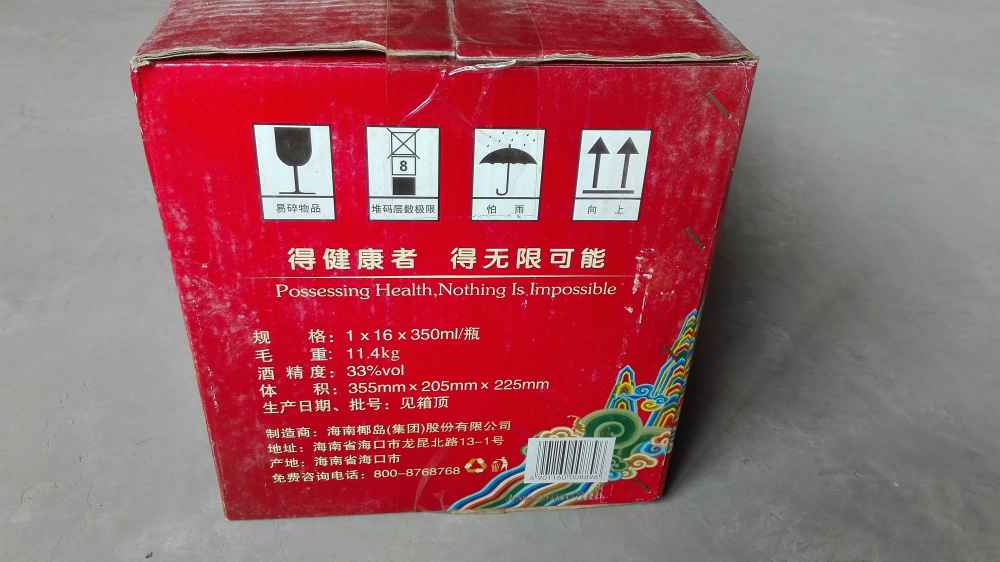 8
易碎物品 堆码层数极限 怕 雨 向 上
得健康者 得无限可能
Possessing Health,Nothing Is Impossible
规 格：1 x 16 x 350ml/瓶
毛 重：11.4kg
酒 精 度：33%vol
体 积：355mm×205mm×225mm
生产日期、批号：见箱顶
制造商：海南椰岛(集团)股份有限公司
地址：海南省海口市龙昆北路13-1号
产地：海南省海口市
免费咨询电话：800-8768768